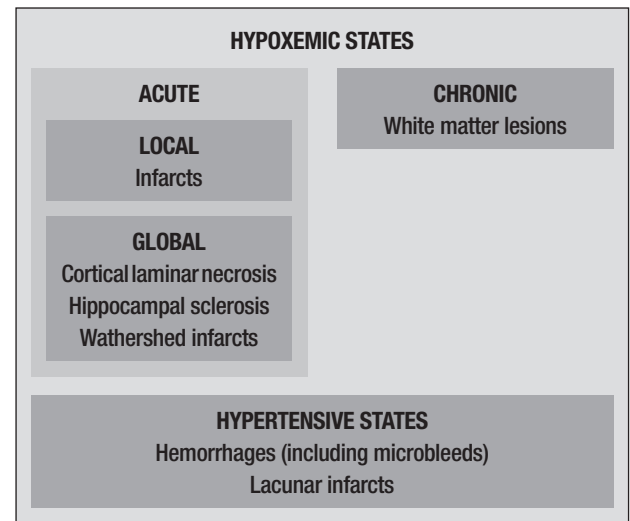 HYPOXEMIC STATES
ACUTE
LOCAL
Infarcts
GLOBAL
Cortical laminar necrosis
Hippocampal sclerosis
Wathershed infarcts
CHRONIC
White matter lesions
HYPERTENSIVE STATES
Hemorrhages (including microbleeds)
Lacunar infarcts